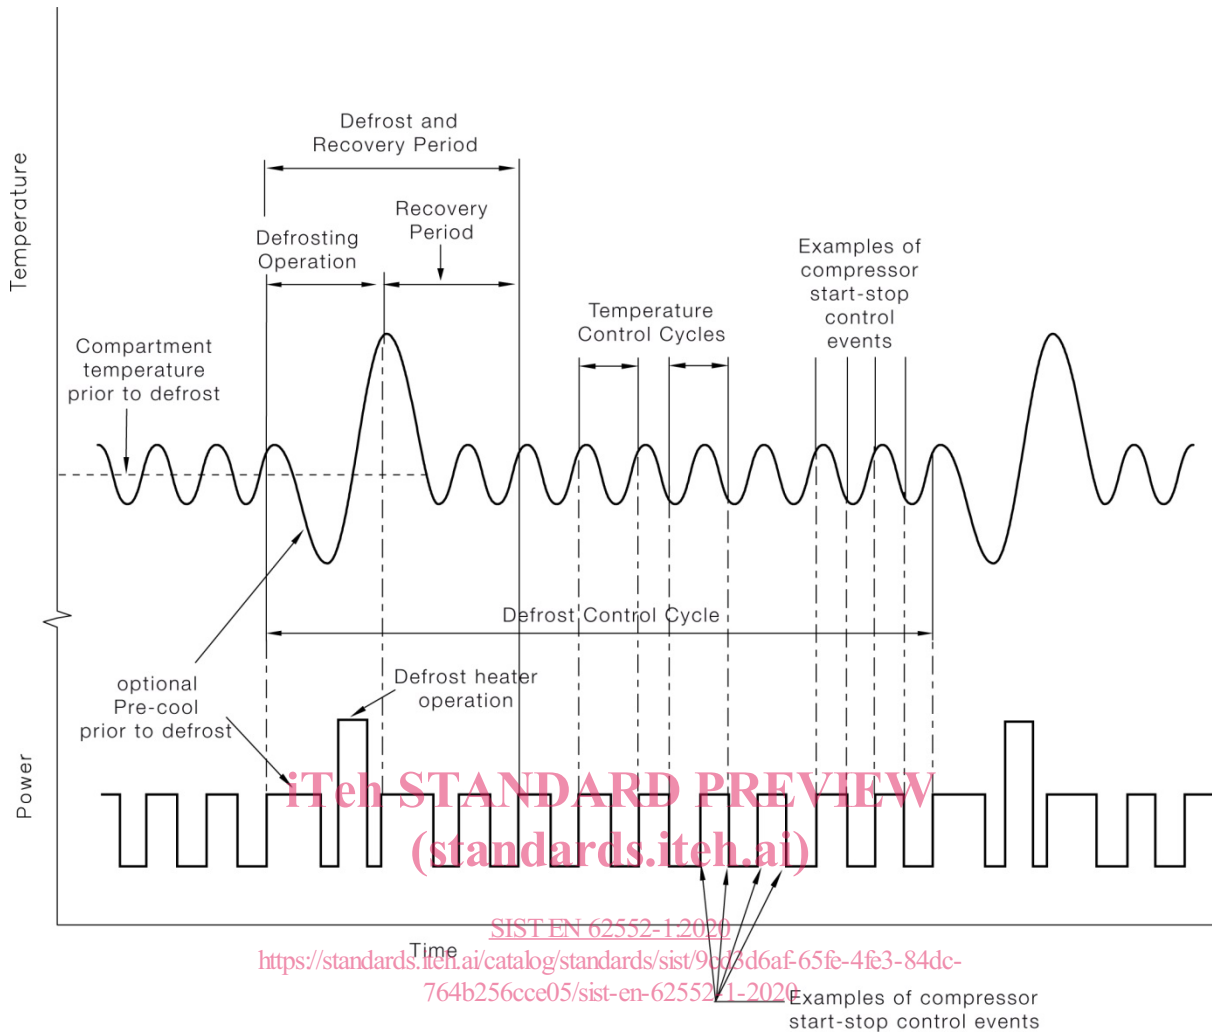 Defrost and
Recovery Period
Temperature
Recovery
Period
Defrosting
Operation
Examples of
compressor
start-stop
control
events
Temperature
Control Cycles
Compartment
temperature
prior to defrost
Defrost Control Cycle
optional
Pre-cool
prior to defrost
Defrost heater
operation
Power
iTeh STANDARD PREVIEW
(standards.iteh.ai)
SIST EN 62552-1:2020
Time
https://standards.iteh.ai/catalog/standards/sist/9cd3d6af-65fe-4fe3-84dc-
764b256cce05/sist-en-62552-1-2020
Examples of compressor
start-stop control events